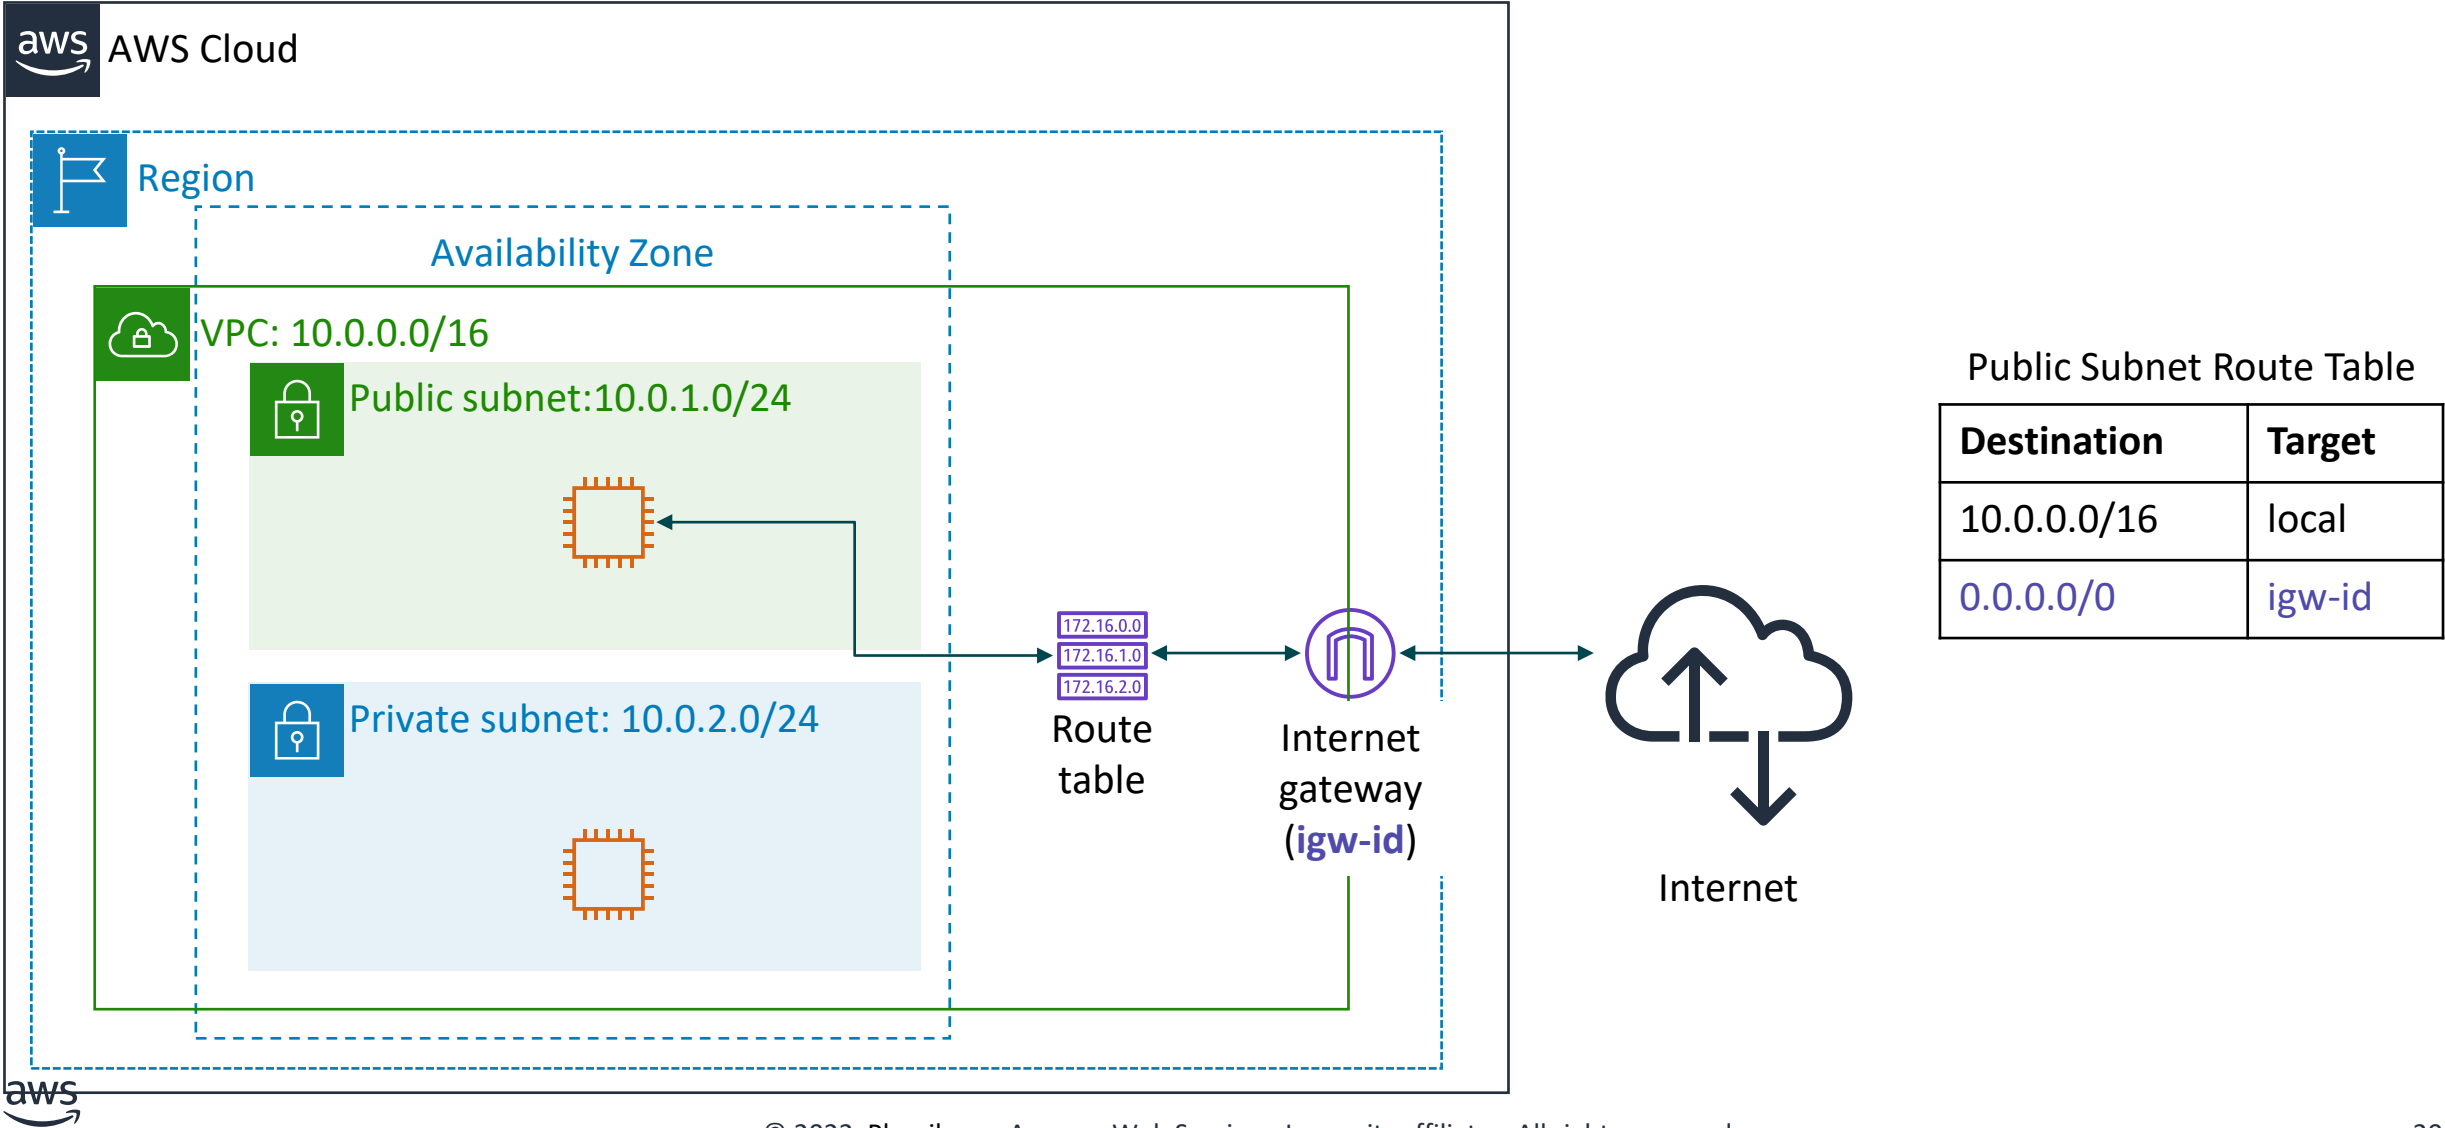 aws
AWS Cloud
Region
Availability Zone
VPC: 10.0.0.0/16
Public subnet:10.0.1.0/24
Private subnet: 10.0.2.0/24
172.16.0.0
172.16.1.0
172.16.2.0
Route
table
Internet
gateway
(igw-id)
Internet
Public Subnet Route Table
Destination Target
10.0.0.0/16 local
0.0.0.0/0 igw-id
aws